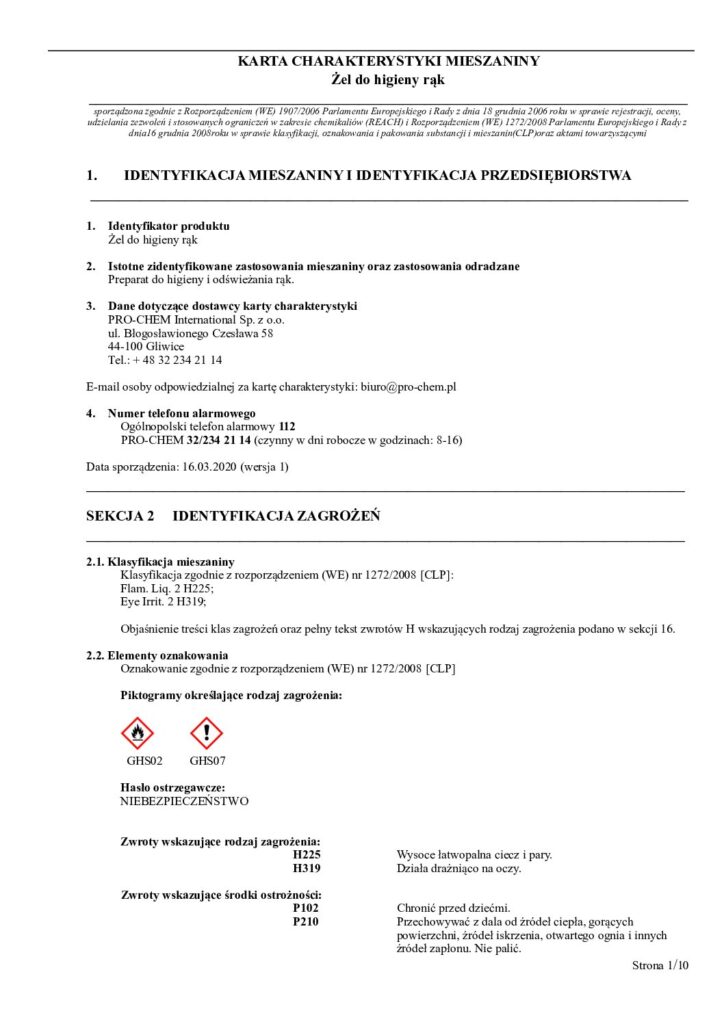 KARTA CHARAKTERYSTYKI MIESZANINY
Żel do higieny rąk
sporządzona zgodnie z Rozporządzeniem (WE) 1907/2006 Parlamentu Europejskiego i Rady z dnia 18 grudnia 2006 roku w sprawie rejestracji, oceny,
udzielania zezwoleń i stosowanych ograniczeń w zakresie chemikaliów (REACH) i Rozporządzeniem (WE) 1272/2008 Parlamentu Europejskiego i Rady z
dnia16 grudnia 2008roku w sprawie klasyfikacji, oznakowania i pakowania substancji i mieszanin(CLP)oraz aktami towarzyszącymi
1. IDENTYFIKACJA MIESZANINY I IDENTYFIKACJA PRZEDSIĘBIORSTWA
1. Identyfikator produktu
Żel do higieny rąk
2. Istotne zidentyfikowane zastosowania mieszaniny oraz zastosowania odradzane
Preparat do higieny i odświeżania rąk.
3. Dane dotyczące dostawcy karty charakterystyki
PRO-CHEM International Sp. z o.o.
ul. Błogosławionego Czesława 58
44-100 Gliwice
Tel.: + 48 32 234 21 14
E-mail osoby odpowiedzialnej za kartę charakterystyki: biuro@pro-chem.pl
4. Numer telefonu alarmowego
Ogólnopolski telefon alarmowy 112
PRO-CHEM 32/234 21 14 (czynny w dni robocze w godzinach: 8-16)
Data sporządzenia: 16.03.2020 (wersja 1)
SEKCJA 2 IDENTYFIKACJA ZAGROŻEŃ
2.1. Klasyfikacja mieszaniny
Klasyfikacja zgodnie z rozporządzeniem (WE) nr 1272/2008 [CLP]:
Flam. Liq. 2 H225;
Eye Irrit. 2 H319;
Objaśnienie treści klas zagrożeń oraz pełny tekst zwrotów H wskazujących rodzaj zagrożenia podano w sekcji 16.
2.2. Elementy oznakowania
Oznakowanie zgodnie z rozporządzeniem (WE) nr 1272/2008 [CLP]
Piktogramy określające rodzaj zagrożenia:
GHS02 GHS07
Hasło ostrzegawcze:
NIEBEZPIECZEŃSTWO
Zwroty wskazujące rodzaj zagrożenia:
H225 Wysoce łatwopalna ciecz i pary.
H319 Działa drażniąco na oczy.
Zwroty wskazujące środki ostrożności:
P102 Chronić przed dziećmi.
P210 Przechowywać z dala od źródeł ciepła, gorących
powierzchni, źródeł iskrzenia, otwartego ognia i innych
źródeł zapłonu. Nie palić.
Strona 1/10